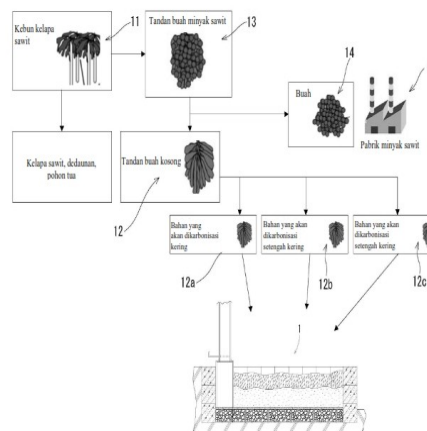 Kebun kelapa
sawit
11
Tandan buah minyak sawit
13
14
Buah
Pabrik minyak sawit
Kelapa sawit, dedaunan,
pohon tua
Tandan buah kosong
12
Bahan yang
akan dikarbonisasi
kering
12a
Bahan yang akan
dikarbonisasi
setengah kering
12b
Bahan yang akan
dikarbonisasi
setengah kering
12c
1